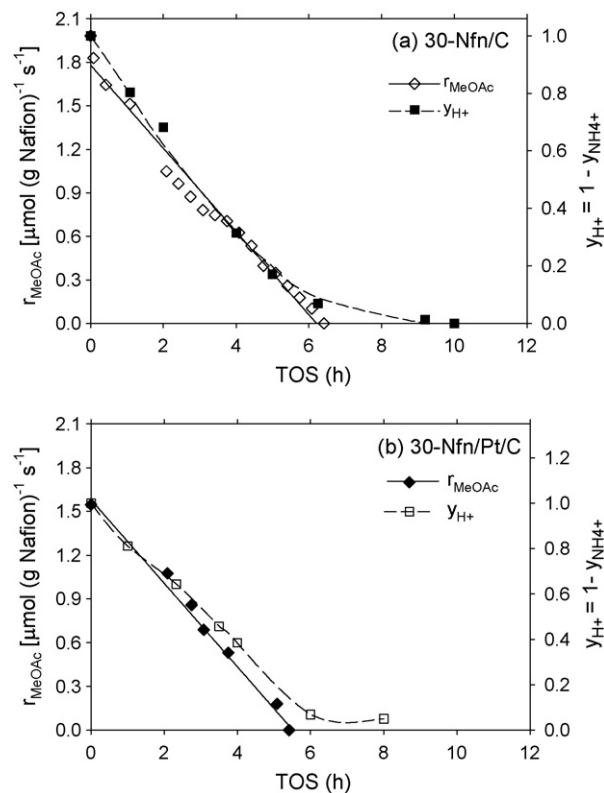 (a) 30-Nfn/C
r_MeOAc
y_H+
2.1
1.8
1.5
1.2
0.9
0.6
0.3
0.0
r_MeOAc [μmol (g Nafion)^-1 s^-1]
1.0
0.8
0.6
0.4
0.2
0.0
y_H+ = 1 - y_NH4+
0 2 4 6 8 10 12
TOS (h)
(b) 30-Nfn/Pt/C
r_MeOAc
y_H+
2.1
1.8
1.5
1.2
0.9
0.6
0.3
0.0
r_MeOAc [μmol (g Nafion)^-1 s^-1]
1.2
1.0
0.8
0.6
0.4
0.2
0.0
y_H+ = 1 - y_NH4+
0 2 4 6 8 10 12
TOS (h)